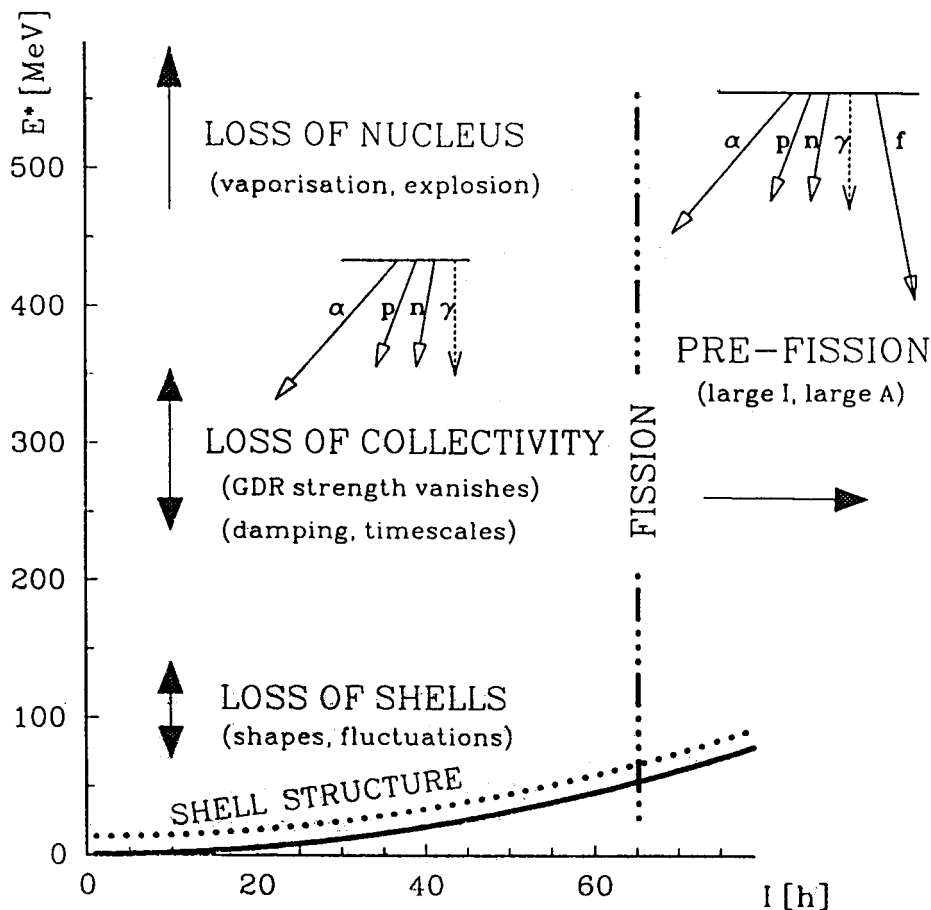 E* [MeV]
500
400
300
200
100
0
LOSS OF NUCLEUS
(vaporisation, explosion)
α p n γ
α p n γ f
PRE-FISSION
(large I, large A)
LOSS OF COLLECTIVITY
(GDR strength vanishes)
(damping, timescales)
FISSION
LOSS OF SHELLS
(shapes, fluctuations)
SHELL STRUCTURE
0 20 40 60 I [ħ]